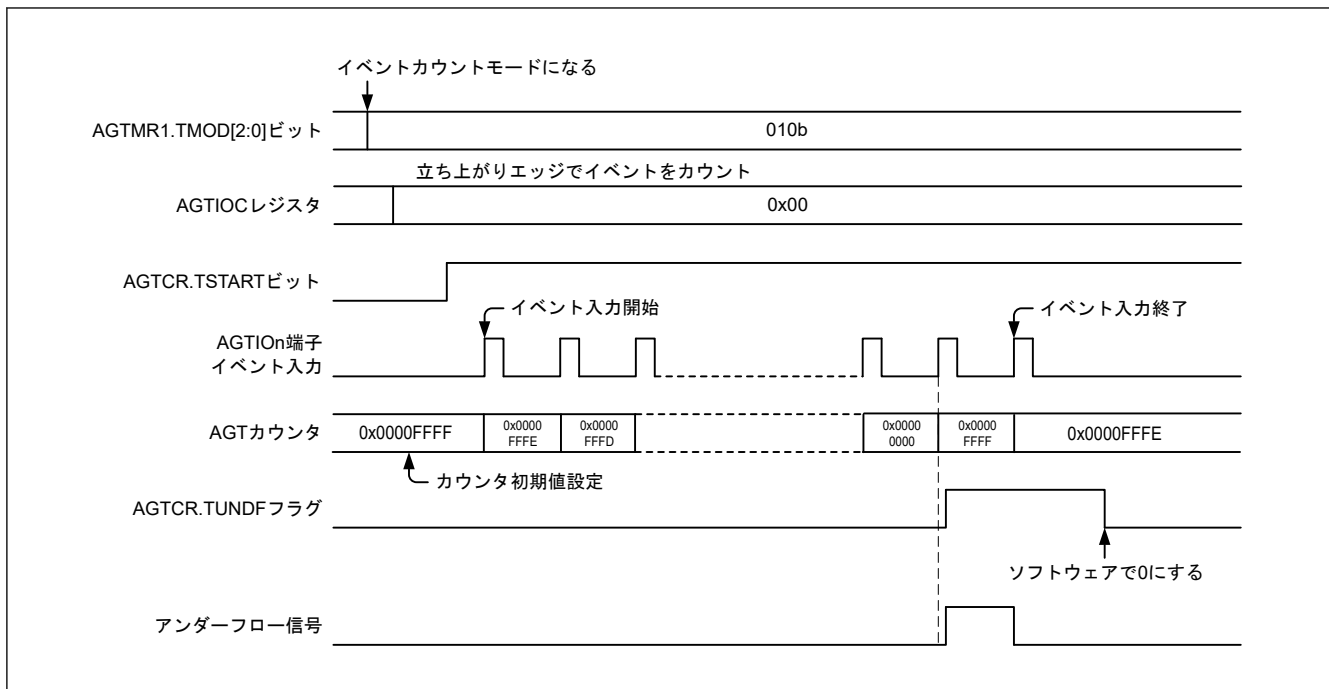 イベントカウントモードになる
AGTMR1.TMOD[2:0]ビット
010b
立ち上がりエッジでイベントをカウント
AGTIOCレジスタ
0x00
AGTCR.TSTARTビット
イベント入力開始
イベント入力終了
AGTIOn端子
イベント入力
AGTカウンタ
0x0000FFFF
0x0000
FFFE
0x0000
FFFD
0x0000
0000
0x0000
FFFF
0x0000FFFE
カウンタ初期値設定
AGTCR.TUNDFフラグ
ソフトウェアで0にする
アンダーフロー信号